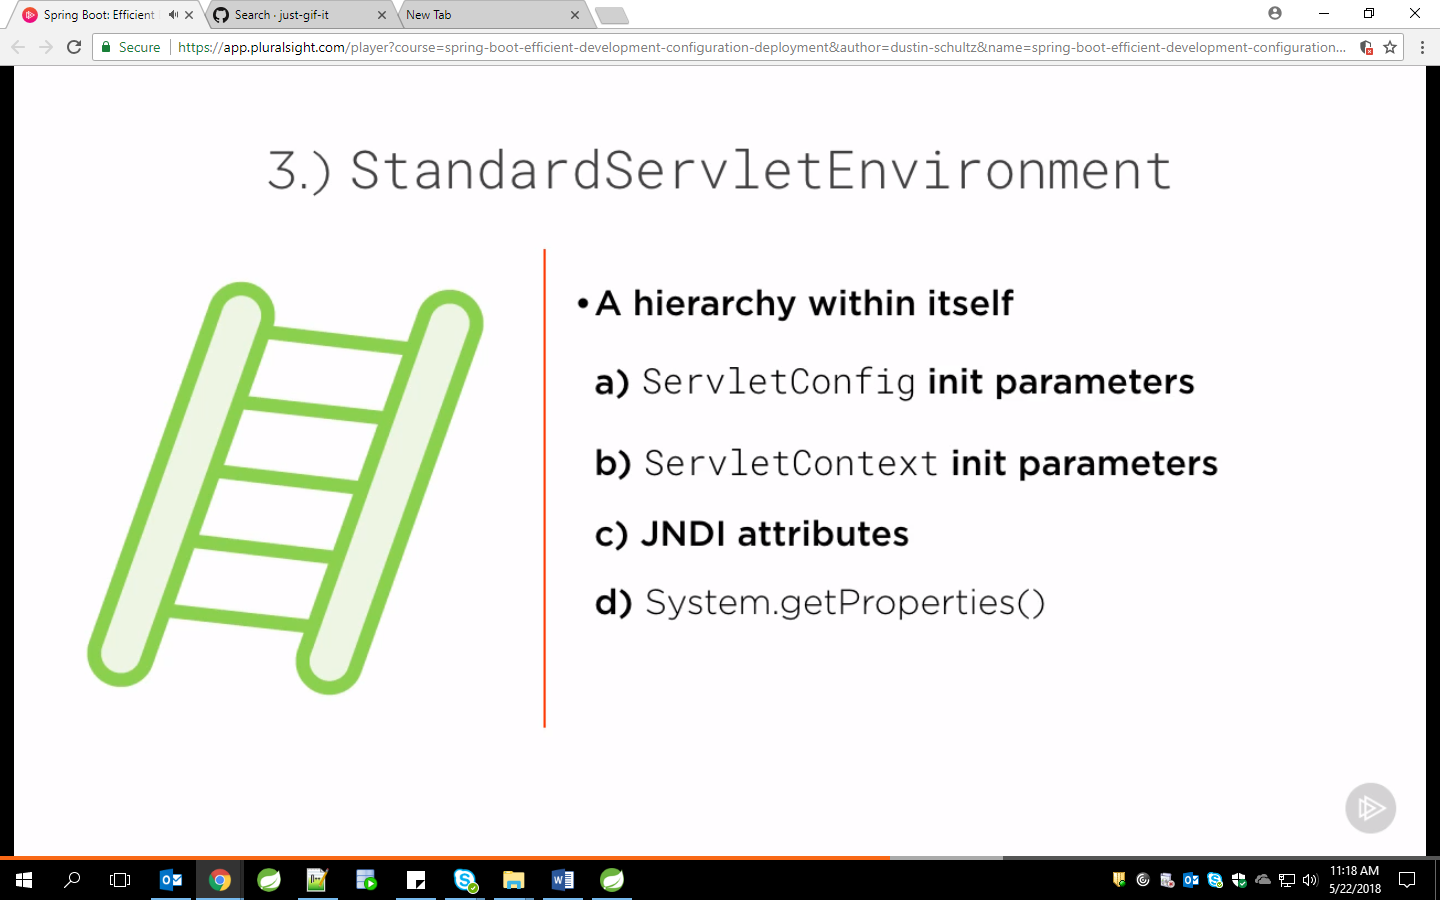 Spring Boot: Efficient
Search · just-gif-it
New Tab
Secure
https://app.pluralsight.com/player?course=spring-boot-efficient-development-configuration-deployment&author=dustin-schultz&name=spring-boot-efficient-development-configuration...
3.) StandardServletEnvironment
• A hierarchy within itself
a) ServletConfig init parameters
b) ServletContext init parameters
c) JNDI attributes
d) System.getProperties()
11:18 AM
5/22/2018